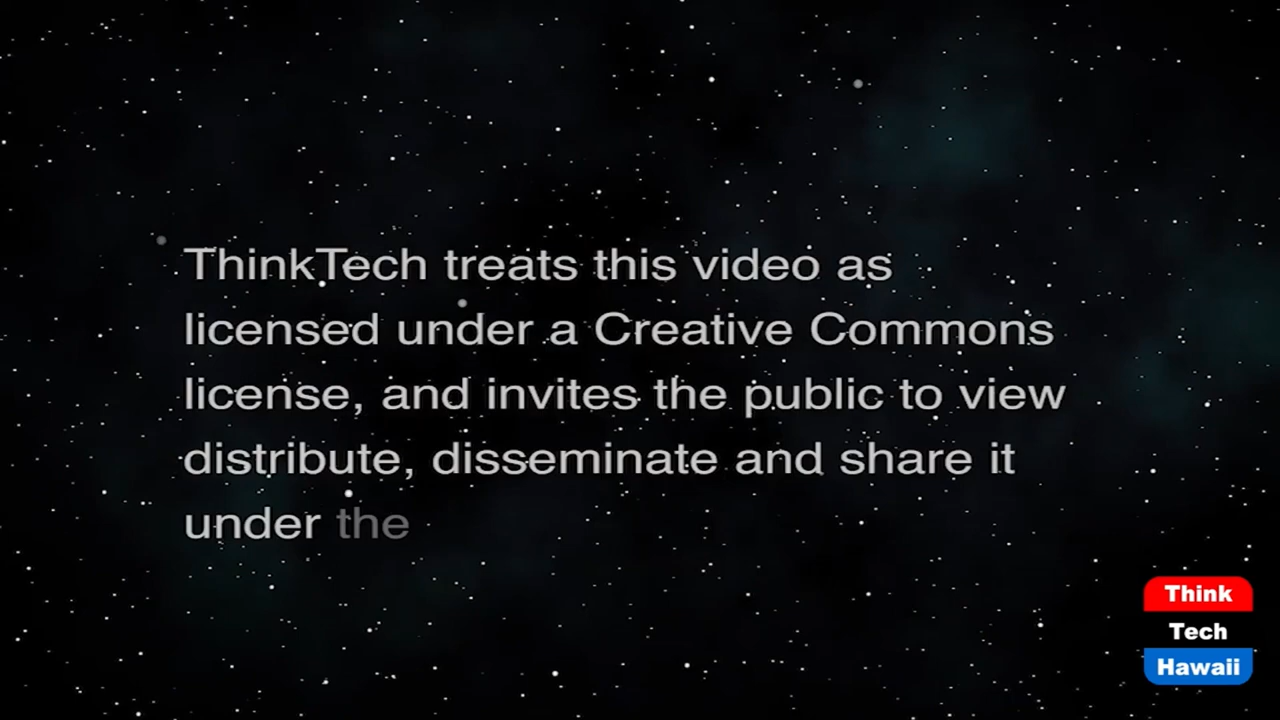 ThinkTech treats this video as
licensed under a Creative Commons
license, and invites the public to view
distribute, disseminate and share it
under the
Think
Tech
Hawaii